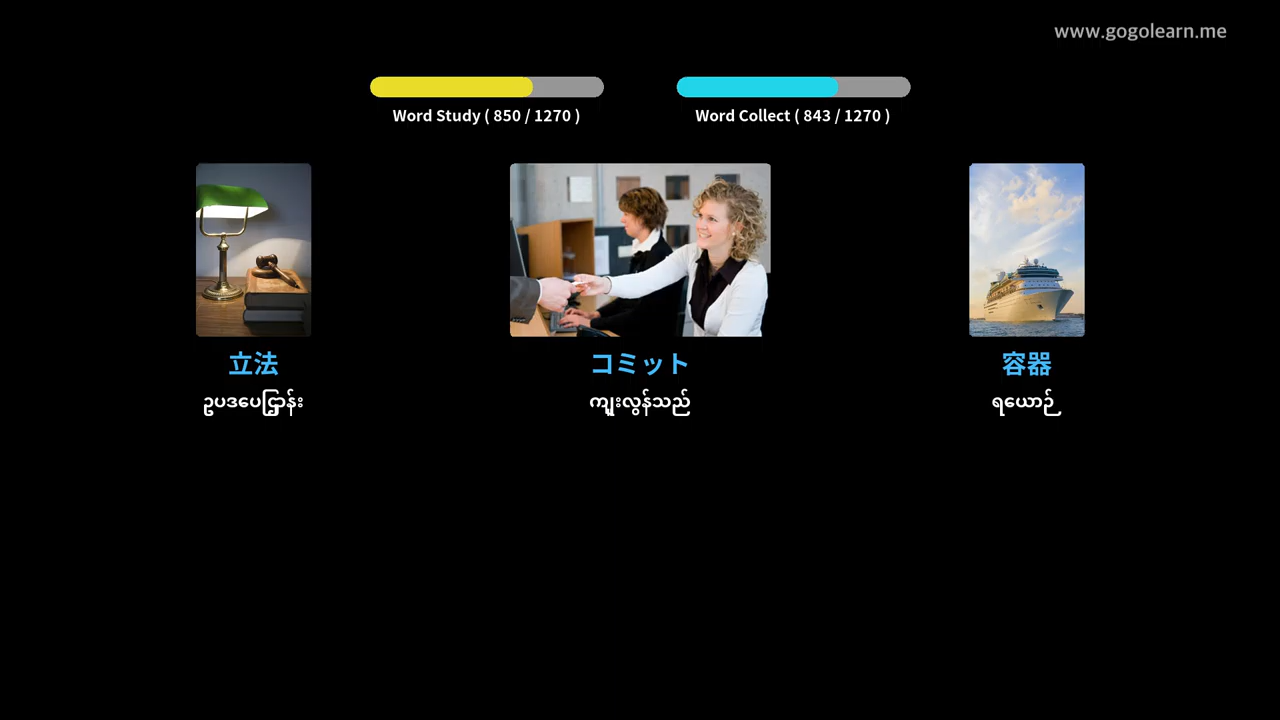 www.gogolearn.me
Word Study ( 850 / 1270 )
Word Collect ( 843 / 1270 )
立法
コミット
容器
ဥပဒေပြဋ္ဌာန်း
ကျူးလွန်သည်
ရေယာဉ်